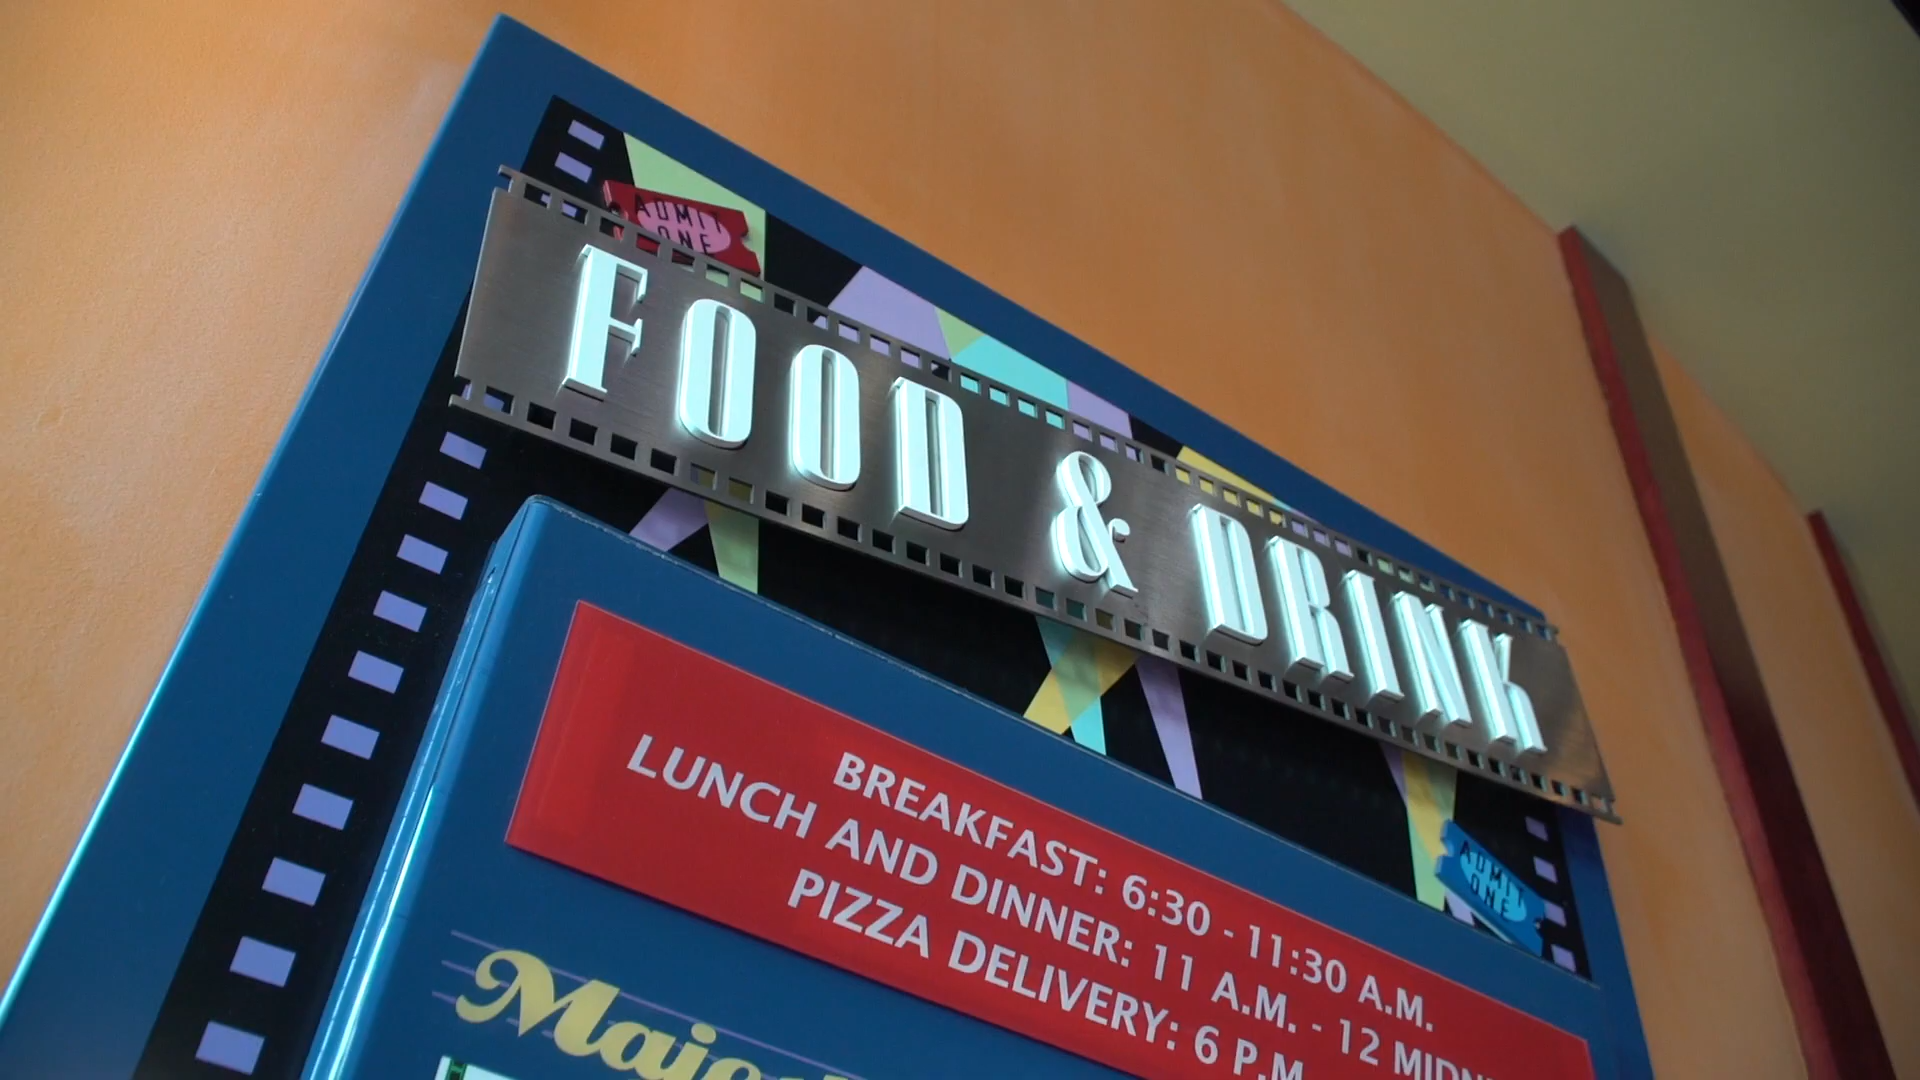 ADMIT
ONE
FOOD & DRINK
BREAKFAST: 6:30 - 11:30 A.M.
LUNCH AND DINNER: 11 A.M. - 12
PIZZA DELIVERY: 6 P.M.
ADMIT
ONE